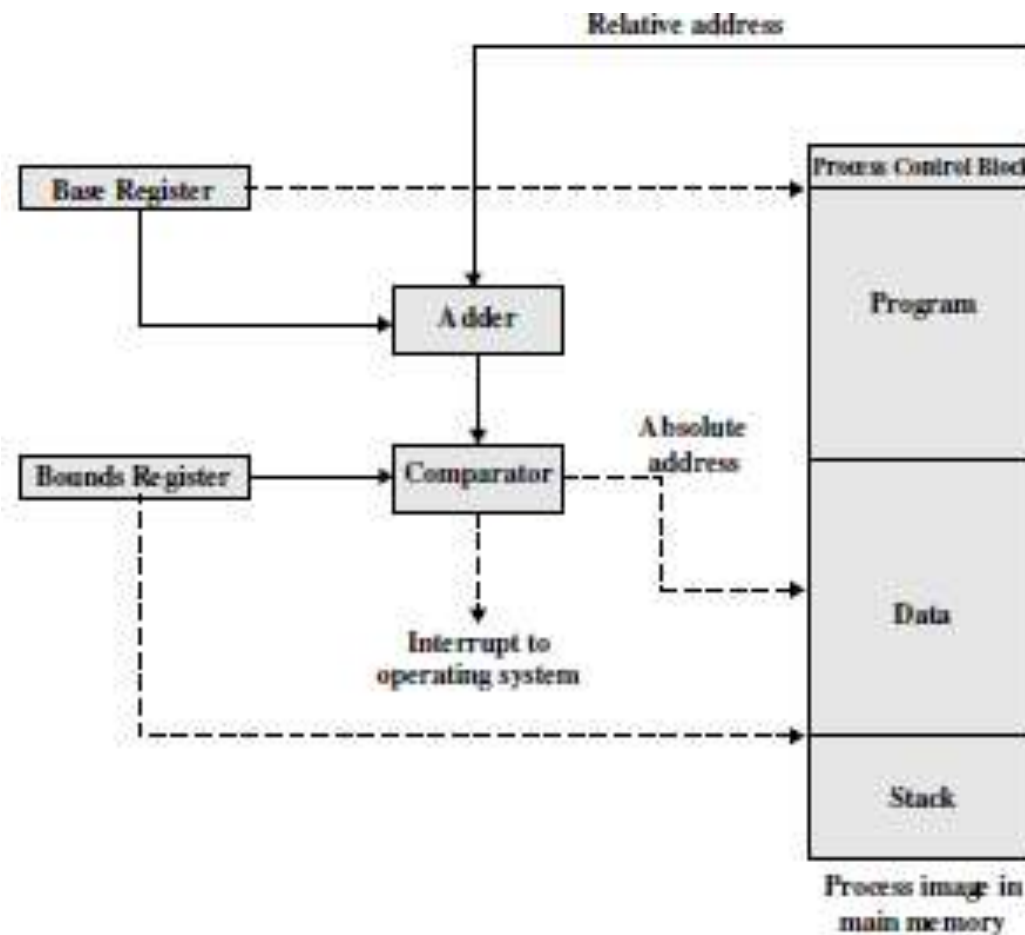 Relative address
Process Control Block
Base Register
Program
Adder
Absolute
address
Bounds Register
Comparator
Data
Interrupt to
operating system
Stack
Process image in
main memory